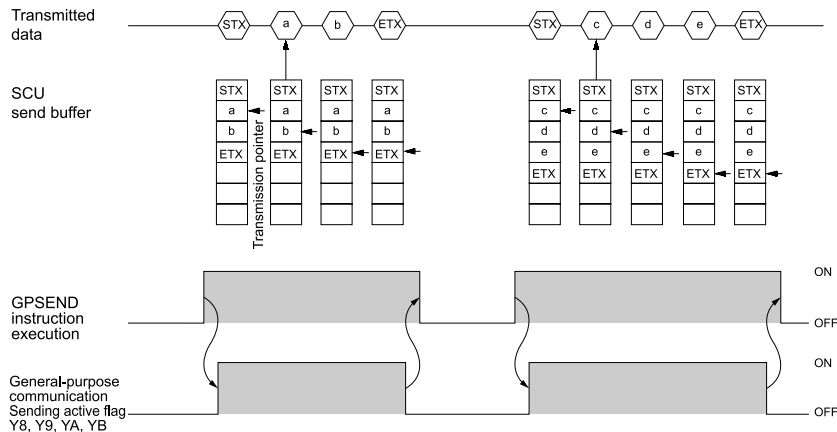 Transmitted
data
STX a b ETX STX c d e ETX
SCU
send buffer
STX STX STX STX STX STX STX STX STX
a a a a c c c c c
b b b b d d d d d
ETX ETX ETX ETX e e e e e
ETX ETX ETX ETX ETX
Transmission pointer
ON
GPSEND
instruction
execution
OFF
ON
General-purpose
communication
Sending active flag
Y8, Y9, YA, YB
OFF